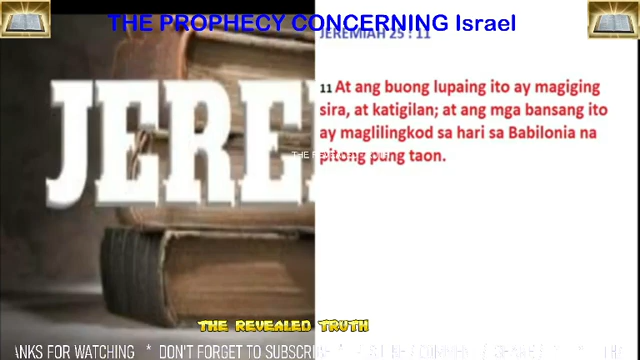 THE PROPHECY CONCERNING Israel
JEREMIAH 25 : 11
JERE
11 At ang buong lupaing ito ay magiging
sira, at katigilan; at ang mga bansang ito
ay maglilingkod sa hari sa Babilonia na
pitong pung taon.
THE REVEALED TRUTH
ANKS FOR WATCHING * DON'T FORGET TO SUBSCRIBE